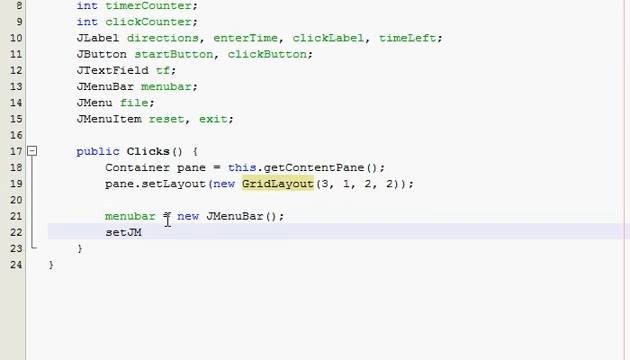 8 int timerCounter;
9 int clickCounter;
10 JLabel directions, enterTime, clickLabel, timeLeft;
11 JButton startButton, clickButton;
12 JTextField tf;
13 JMenuBar menubar;
14 JMenu file;
15 JMenuItem reset, exit;
16
17 public Clicks() {
18 Container pane = this.getContentPane();
19 pane.setLayout(new GridLayout(3, 1, 2, 2));
20
21 menubar = new JMenuBar();
22 setJM
23 }
24 }